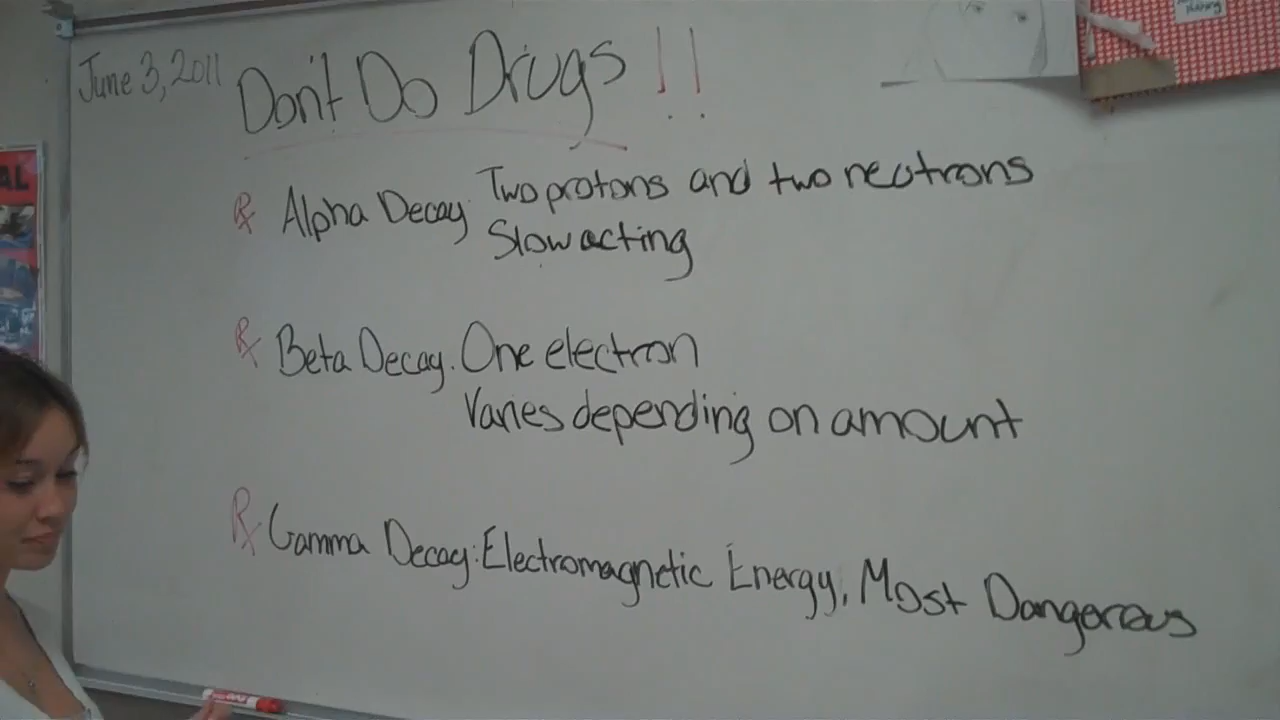 June 3, 2011
Don't Do Drugs!!
℞ Alpha Decay: Two protons and two neutrons
Slow acting
℞ Beta Decay: One electron
Varies depending on amount
℞ Gamma Decay: Electromagnetic Energy, Most Dangerous
AL